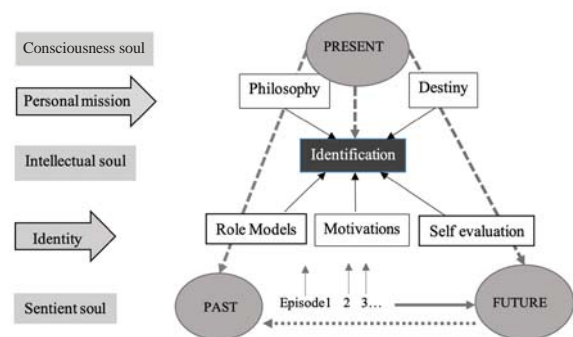 Consciousness soul
PRESENT
Personal mission
Philosophy
Destiny
Intellectual soul
Identification
Identity
Role Models
Motivations
Self evaluation
Sentient soul
PAST
Episode1 2 3...
FUTURE